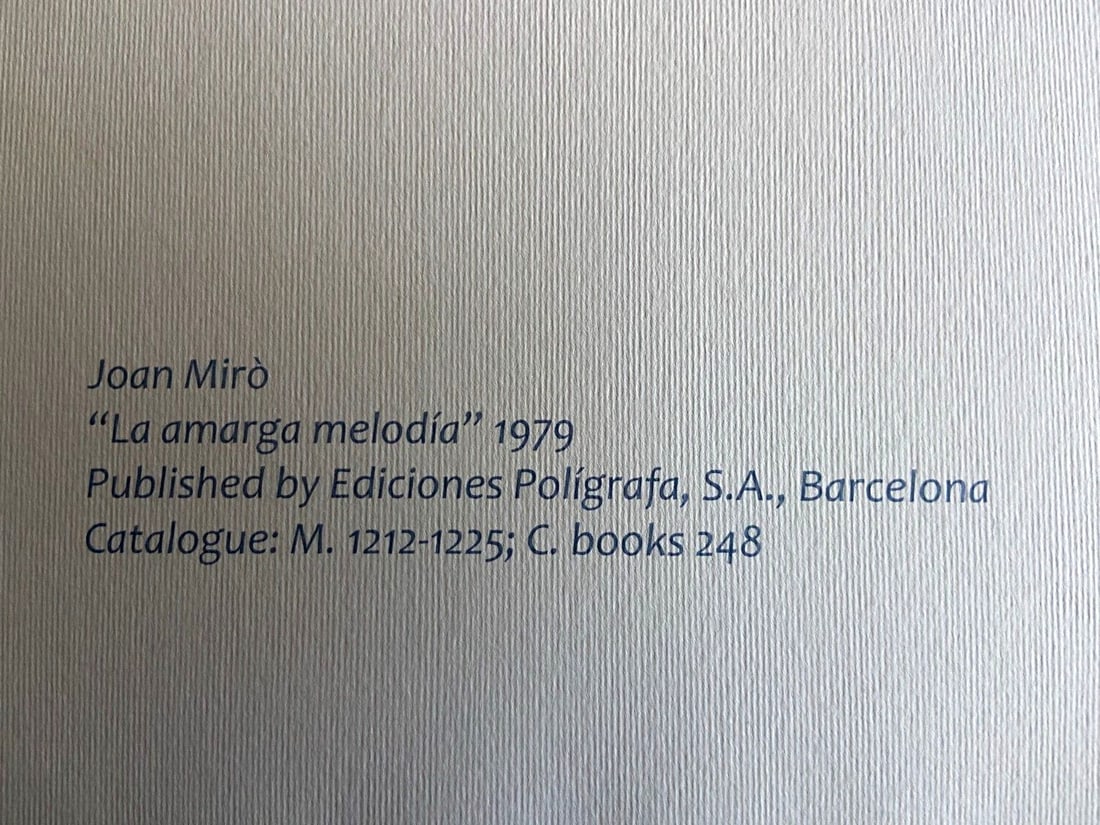 Joan Mirò
“La amarga melodía” 1979
Published by Ediciones Polígrafa, S.A., Barcelona
Catalogue: M. 1212-1225; C. books 248